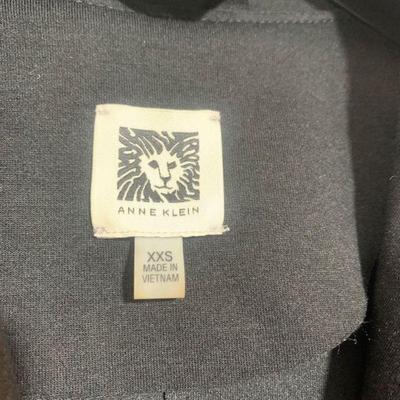 ANNE KLEIN
XXS
MADE IN
VIETNAM